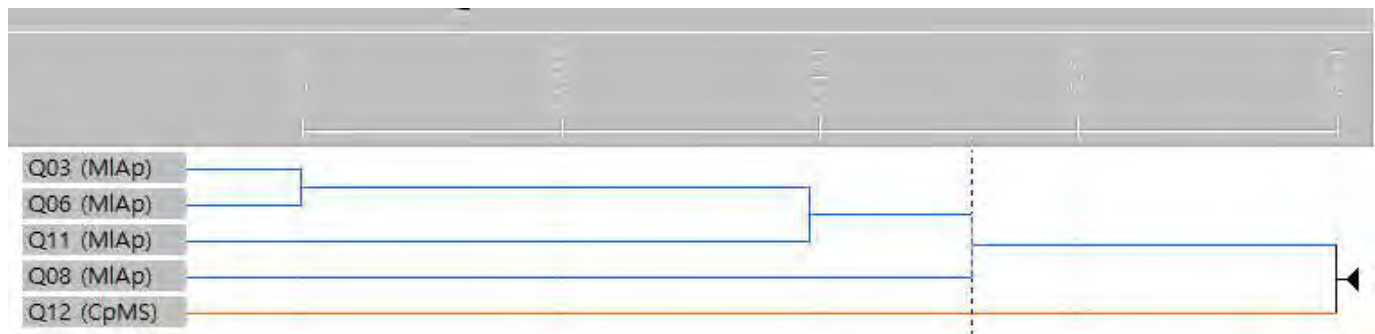 Q03 (MlAp)
Q06 (MlAp)
Q11 (MlAp)
Q08 (MlAp)
Q12 (CpMS)